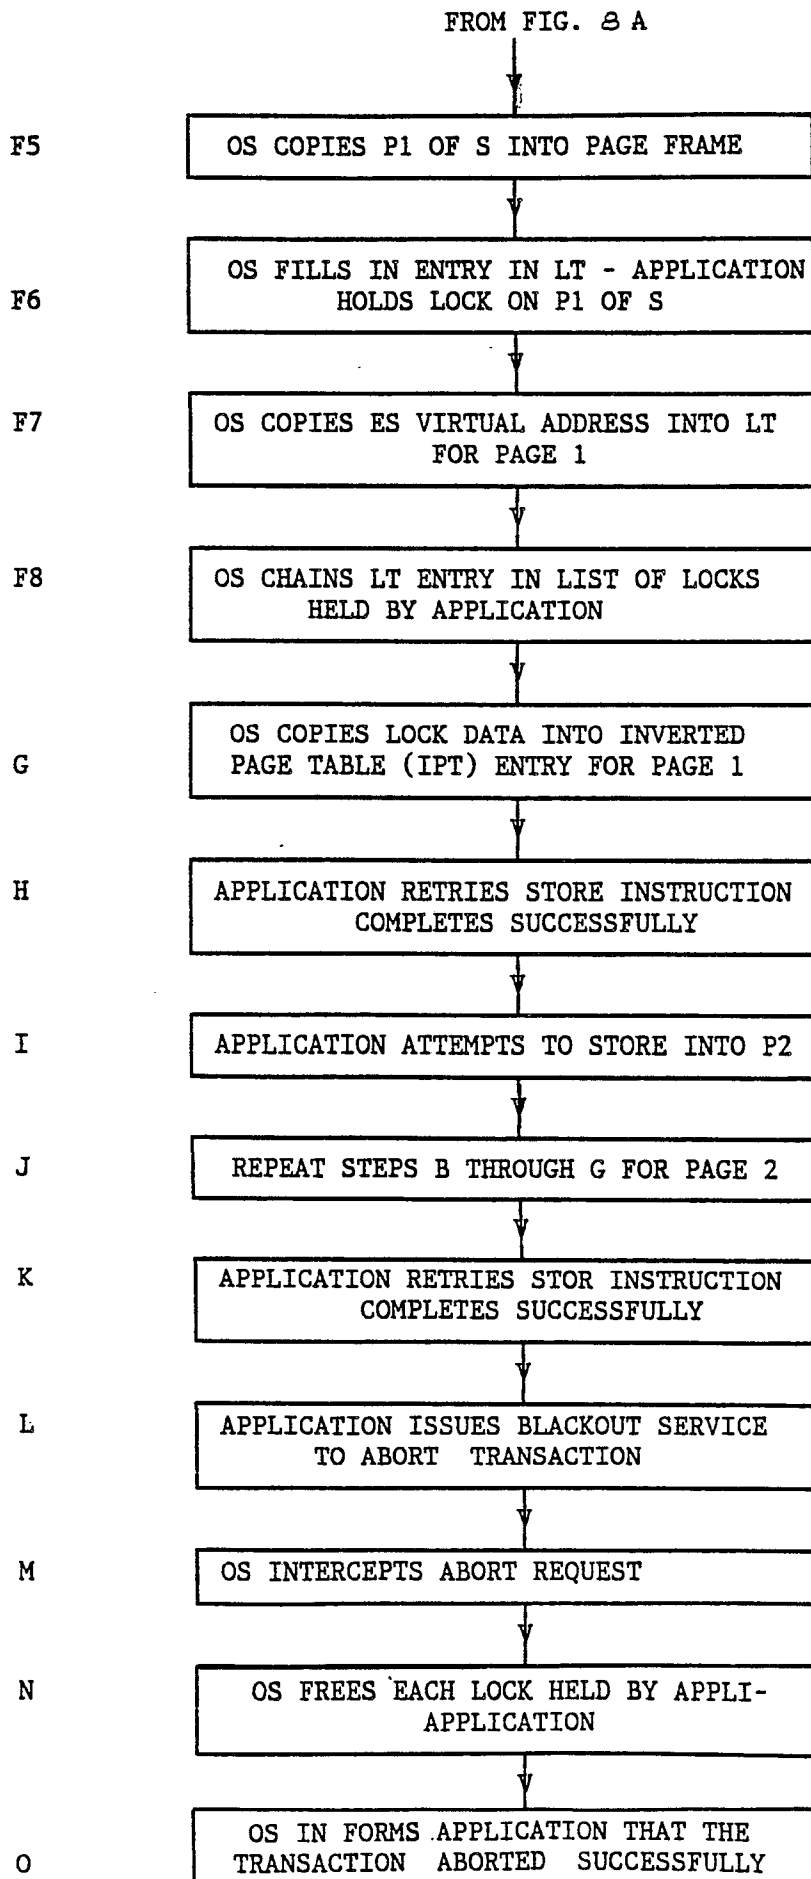 FROM FIG. 8 A
F5
OS COPIES P1 OF S INTO PAGE FRAME
F6
OS FILLS IN ENTRY IN LT - APPLICATION
HOLDS LOCK ON P1 OF S
F7
OS COPIES ES VIRTUAL ADDRESS INTO LT
FOR PAGE 1
F8
OS CHAINS LT ENTRY IN LIST OF LOCKS
HELD BY APPLICATION
G
OS COPIES LOCK DATA INTO INVERTED
PAGE TABLE (IPT) ENTRY FOR PAGE 1
H
APPLICATION RETRIES STORE INSTRUCTION
COMPLETES SUCCESSFULLY
I
APPLICATION ATTEMPTS TO STORE INTO P2
J
REPEAT STEPS B THROUGH G FOR PAGE 2
K
APPLICATION RETRIES STOR INSTRUCTION
COMPLETES SUCCESSFULLY
L
APPLICATION ISSUES BLACKOUT SERVICE
TO ABORT TRANSACTION
M
OS INTERCEPTS ABORT REQUEST
N
OS FREES EACH LOCK HELD BY APPLI-
APPLICATION
O
OS IN FORMS APPLICATION THAT THE
TRANSACTION ABORTED SUCCESSFULLY